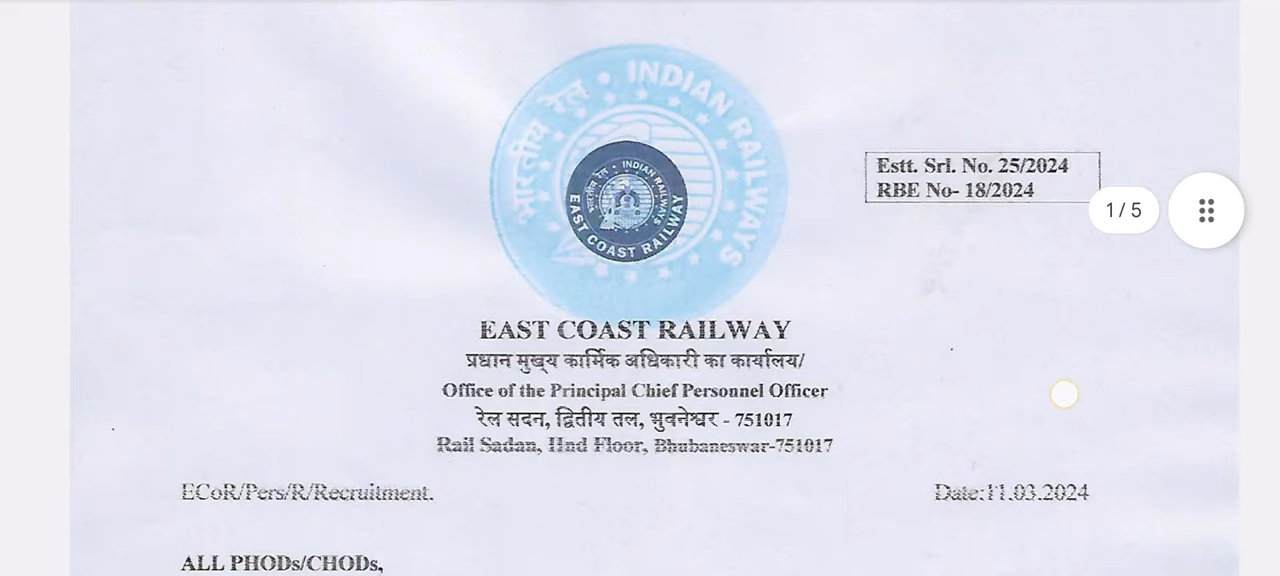 भारतीय रेल • INDIAN RAILWAYS
भारतीय रेल • INDIAN RAILWAYS
EAST COAST RAILWAY
Estt. Srl. No. 25/2024
RBE No- 18/2024
1 / 5
EAST COAST RAILWAY
प्रधान मुख्य कार्मिक अधिकारी का कार्यालय/
Office of the Principal Chief Personnel Officer
रेल सदन, द्वितीय तल, भुवनेश्वर - 751017
Rail Sadan, IInd Floor, Bhubaneswar-751017
ECoR/Pers/R/Recruitment.
Date:11.03.2024
ALL PHODs/CHODs,